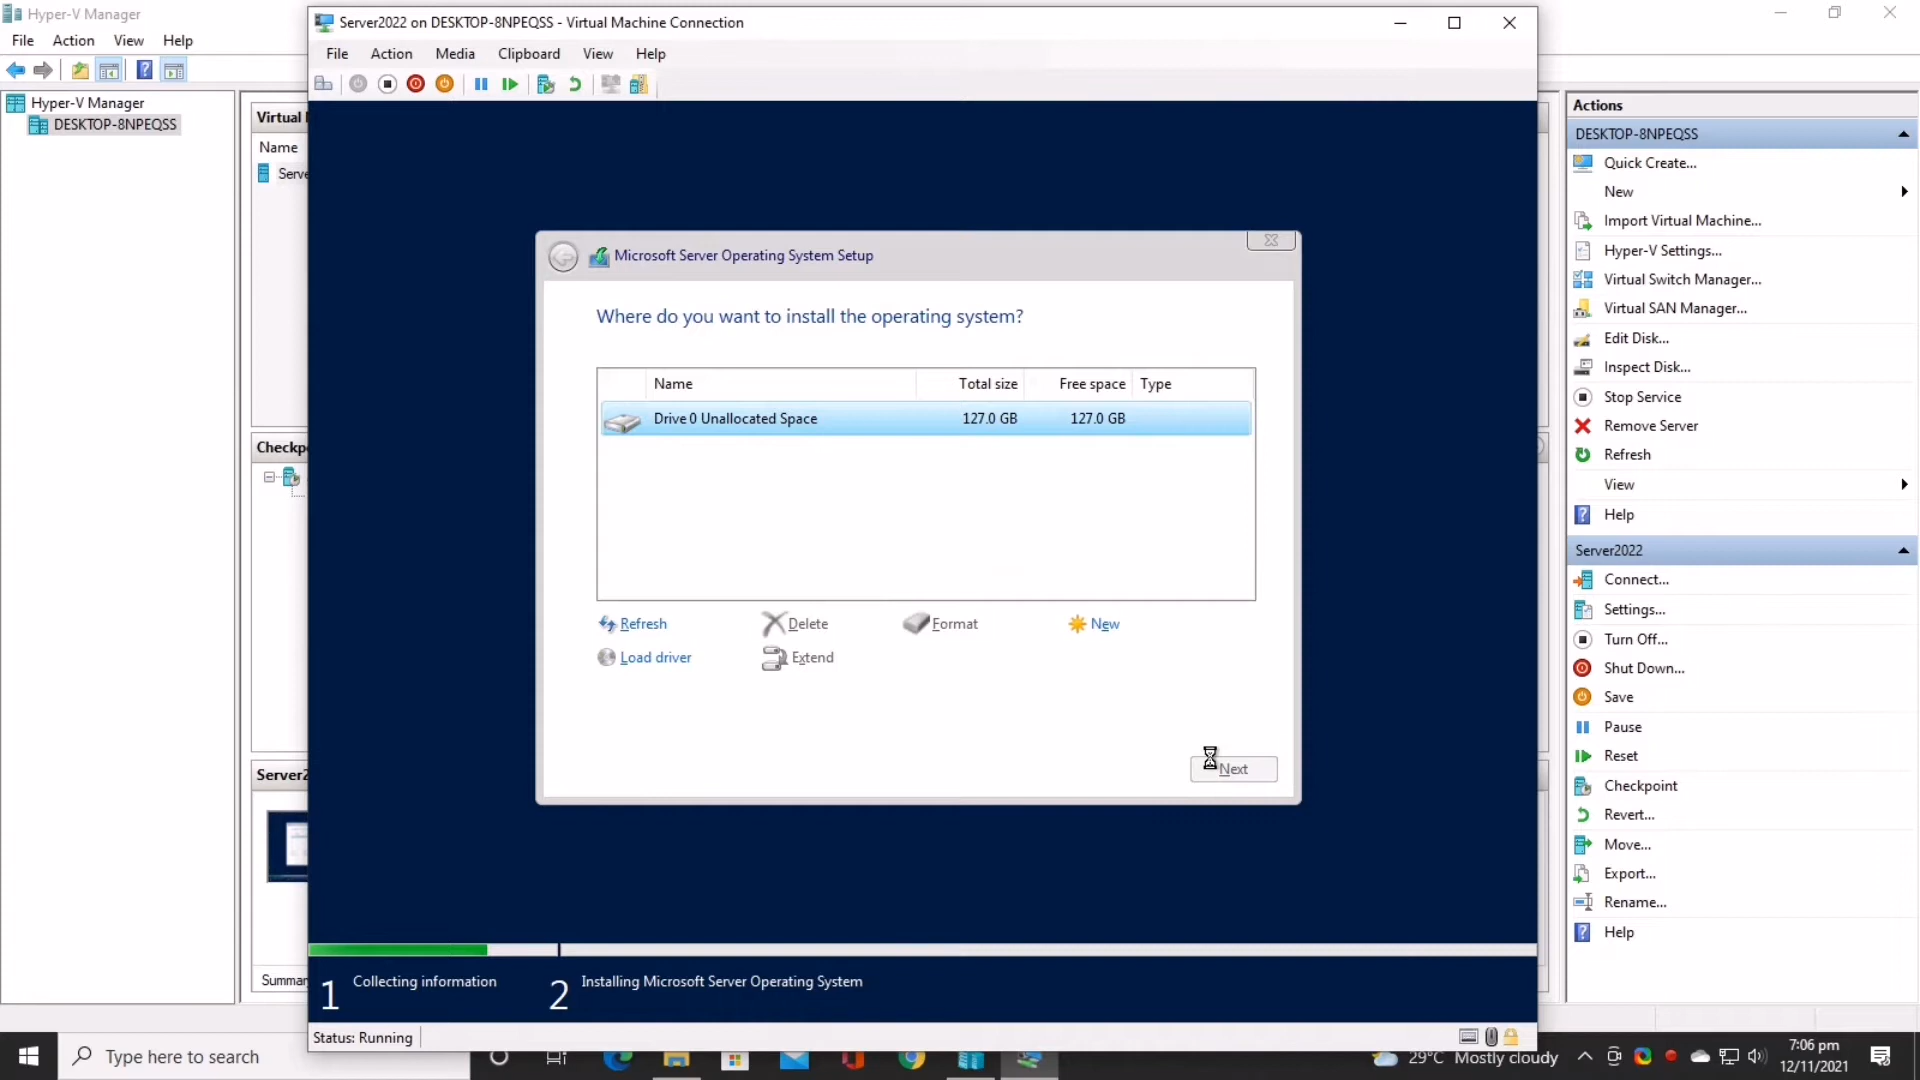 Hyper-V Manager
File Action View Help
Hyper-V Manager
DESKTOP-8NPEQSS
Virtual
Name
Serve
Checkp
Server2
Summar
Server2022 on DESKTOP-8NPEQSS - Virtual Machine Connection
File Action Media Clipboard View Help
Microsoft Server Operating System Setup
Where do you want to install the operating system?
Name Total size Free space Type
Drive 0 Unallocated Space 127.0 GB 127.0 GB
Refresh Delete Format New
Load driver Extend
Next
1 Collecting information 2 Installing Microsoft Server Operating System
Status: Running
Actions
DESKTOP-8NPEQSS
Quick Create...
New
Import Virtual Machine...
Hyper-V Settings...
Virtual Switch Manager...
Virtual SAN Manager...
Edit Disk...
Inspect Disk...
Stop Service
Remove Server
Refresh
View
Help
Server2022
Connect...
Settings...
Turn Off...
Shut Down...
Save
Pause
Reset
Checkpoint
Revert...
Move...
Export...
Rename...
Help
Type here to search
29°C Mostly cloudy
7:06 pm
12/11/2021